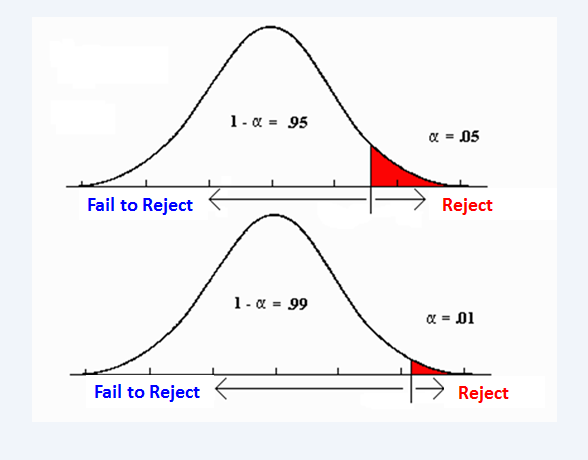 1 - α = .95
α = .05
Fail to Reject
Reject
1 - α = .99
α = .01
Fail to Reject
Reject